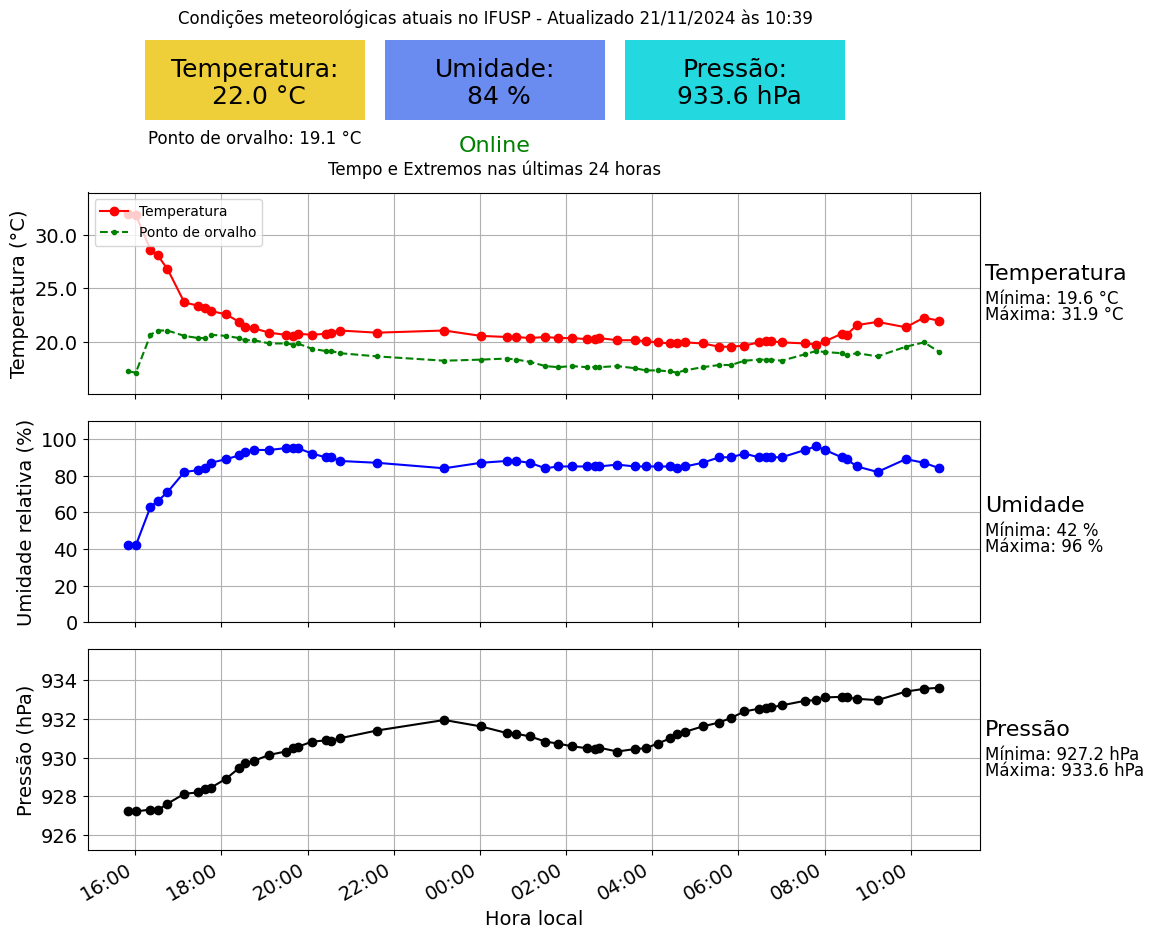 Condições meteorológicas atuais no IFUSP - Atualizado 21/11/2024 às 10:39
Temperatura:
22.0 °C
Umidade:
84 %
Pressão:
933.6 hPa
Ponto de orvalho: 19.1 °C
Online
Tempo e Extremos nas últimas 24 horas
Temperatura (°C)
30.0
25.0
20.0
Temperatura
Ponto de orvalho
Temperatura
Mínima: 19.6 °C
Máxima: 31.9 °C
Umidade relativa (%)
100
80
60
40
20
0
Umidade
Mínima: 42 %
Máxima: 96 %
Pressão (hPa)
934
932
930
928
926
Pressão
Mínima: 927.2 hPa
Máxima: 933.6 hPa
16:00 18:00 20:00 22:00 00:00 02:00 04:00 06:00 08:00 10:00
Hora local